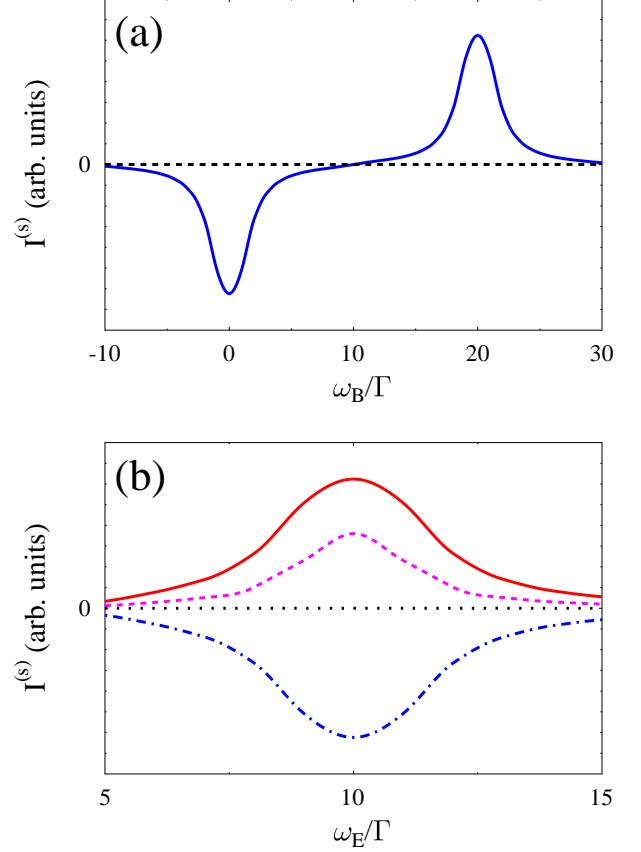 (a)
I(s) (arb. units)
0
-10 0 10 20 30
ωB/Γ
(b)
I(s) (arb. units)
0
5 10 15
ωE/Γ